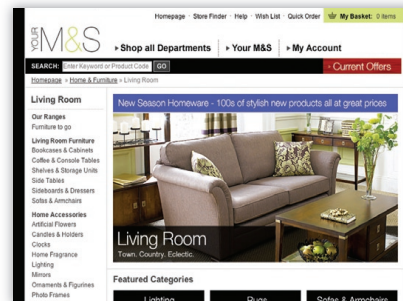 Homepage · Store Finder · Help · Wish List · Quick Order
My Basket: 0 items
YOUR M&S
Shop all Departments
Your M&S
My Account
SEARCH: Enter Keyword or Product Code GO
Current Offers
Homepage » Home & Furniture » Living Room
Living Room
Our Ranges
Furniture to go
Living Room Furniture
Bookcases & Cabinets
Coffee & Console Tables
Shelves & Storage Units
Side Tables
Sideboards & Dressers
Sofas & Armchairs
Home Accessories
Artificial Flowers
Candles & Holders
Clocks
Home Fragrance
Lighting
Mirrors
Ornaments & Figurines
Photo Frames
New Season Homeware - 100s of stylish new products all at great prices
Living Room
Town. Country. Eclectic.
Featured Categories
Lighting
Rugs
Sofas & Armchairs